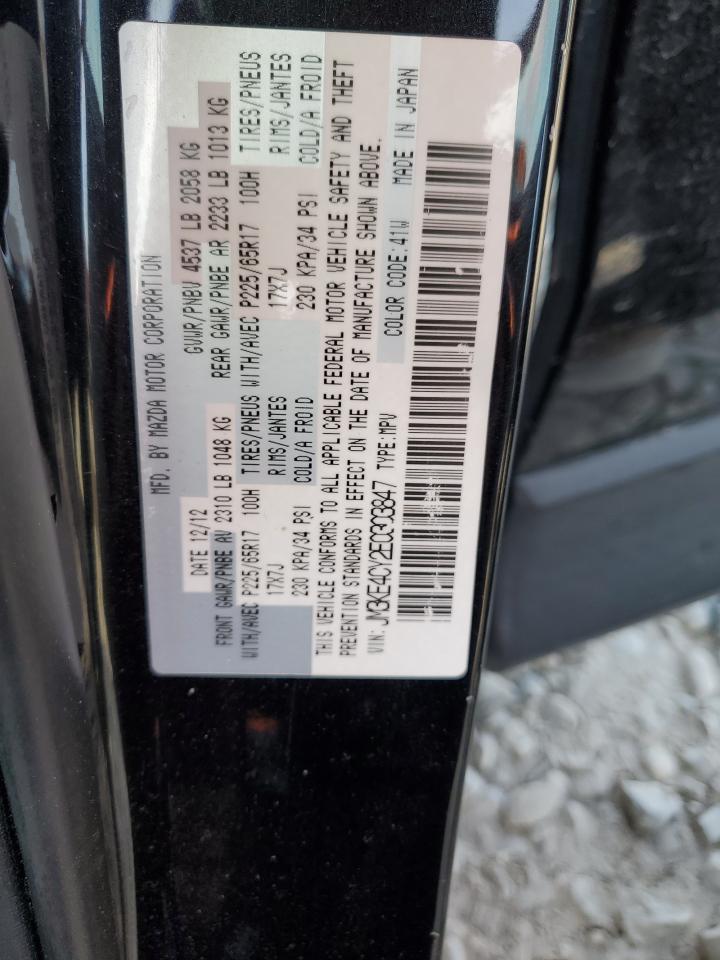 MFD. BY MAZDA MOTOR CORPORATION
DATE 12/12 GVWR/PNBV 4537 LB 2058 KG
FRONT GAWR/PNBE AV 2310 LB 1048 KG REAR GAWR/PNBE AR 2233 LB 1013 KG
WITH/AVEC P225/65R17 100H TIRES/PNEUS WITH/AVEC P225/65R17 100H TIRES/PNEUS
17X7J RIMS/JANTES 17X7J RIMS/JANTES
230 KPA/34 PSI COLD/A FROID 230 KPA/34 PSI COLD/A FROID
THIS VEHICLE CONFORMS TO ALL APPLICABLE FEDERAL MOTOR VEHICLE SAFETY AND THEFT
PREVENTION STANDARDS IN EFFECT ON THE DATE OF MANUFACTURE SHOWN ABOVE.
VIN: JM3KE4CY2E0303847 TYPE:MPV COLOR CODE:41W MADE IN JAPAN